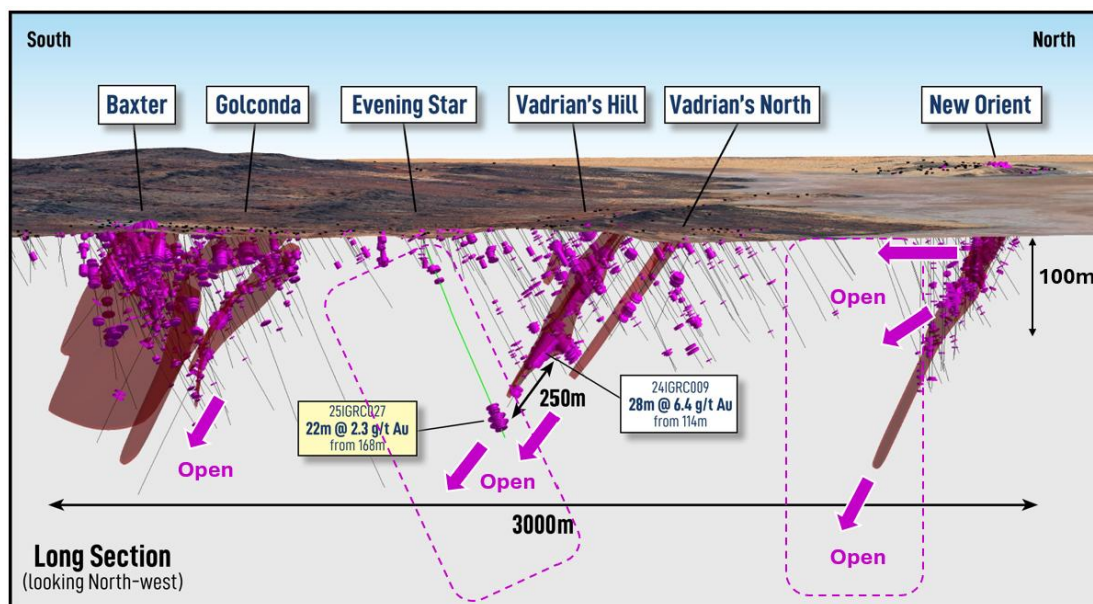 South
North
Baxter
Golconda
Evening Star
Vadrian's Hill
Vadrian's North
New Orient
100m
Open
25IGRC027
22m @ 2.3 g/t Au
from 168m
250m
24IGRC009
28m @ 6.4 g/t Au
from 114m
Open
Open
3000m
Open
Long Section
(looking North-west)